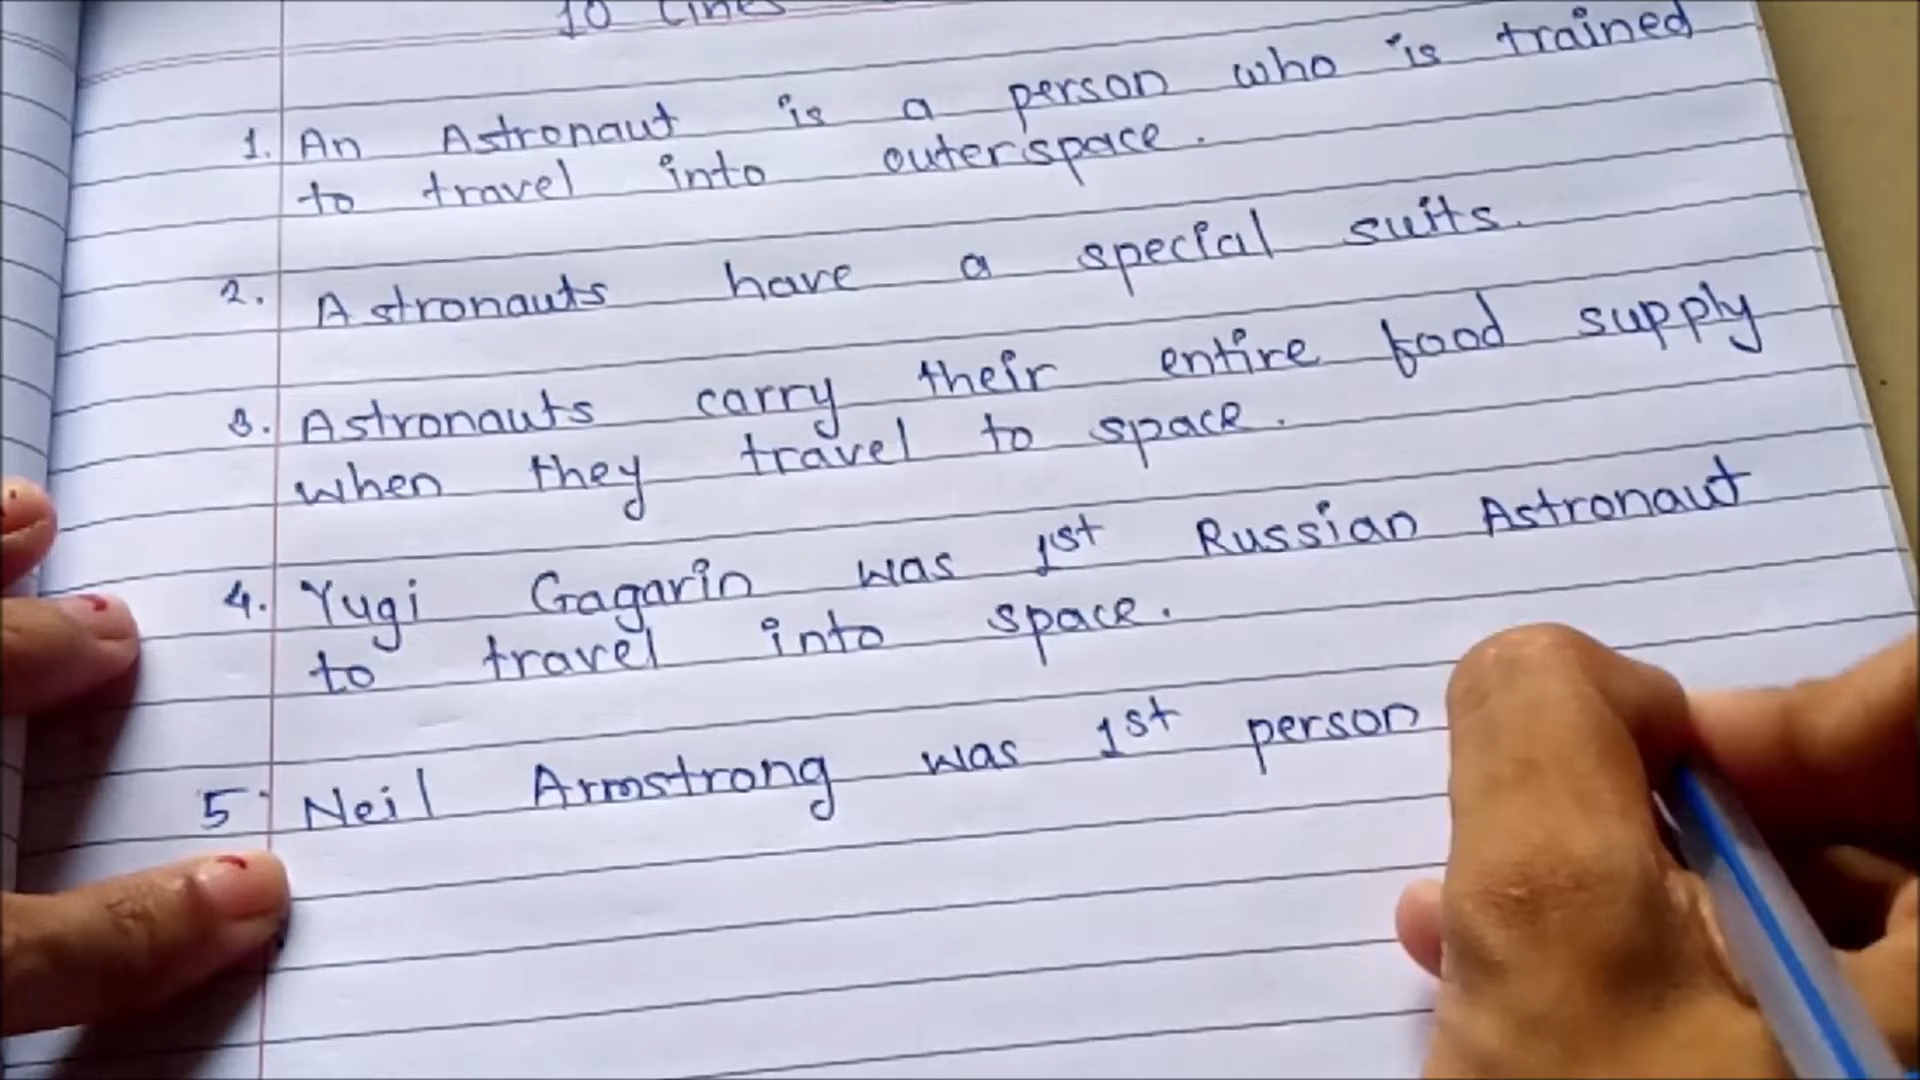 10 Lines
1. An Astronaut is a person who is trained
to travel into outerspace.
2. Astronauts have a special suits.
3. Astronauts carry their entire food supply
when they travel to space.
4. Yugi Gagarin was 1st Russian Astronaut
to travel into space.
5. Neil Armstrong was 1st person